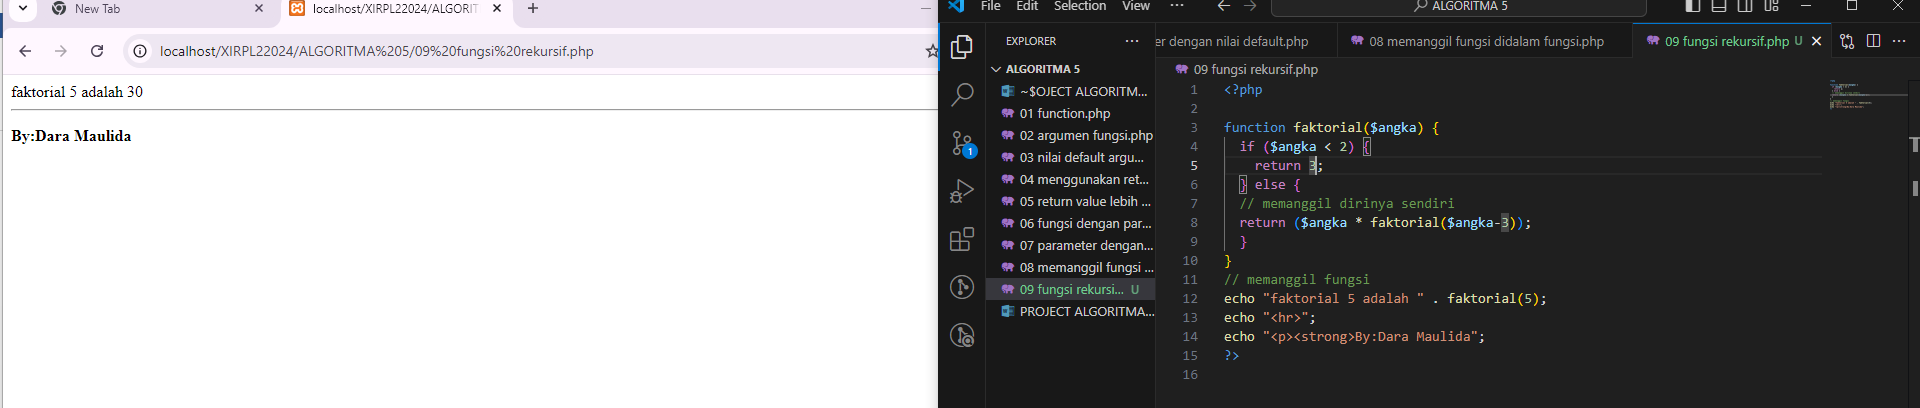 New Tab
localhost/XIRPL22024/ALGORIT
localhost/XIRPL22024/ALGORITMA%205/09%20fungsi%20rekursif.php
faktorial 5 adalah 30
By:Dara Maulida
File Edit Selection View ···
ALGORITMA 5
EXPLORER ···
ALGORITMA 5
~$OJECT ALGORITM...
01 function.php
02 argumen fungsi.php
03 nilai default argu...
04 menggunakan ret...
05 return value lebih ...
06 fungsi dengan par...
07 parameter dengan...
08 memanggil fungsi ...
09 fungsi rekursi... U
PROJECT ALGORITMA...
1
er dengan nilai default.php
08 memanggil fungsi didalam fungsi.php
09 fungsi rekursif.php U
09 fungsi rekursif.php
1 <?php
2
3 function faktorial($angka) {
4 if ($angka < 2) {
5 return 3;
6 } else {
7 // memanggil dirinya sendiri
8 return ($angka * faktorial($angka-3));
9 }
10 }
11 // memanggil fungsi
12 echo "faktorial 5 adalah " . faktorial(5);
13 echo "<hr>";
14 echo "<p><strong>By:Dara Maulida";
15 ?>
16